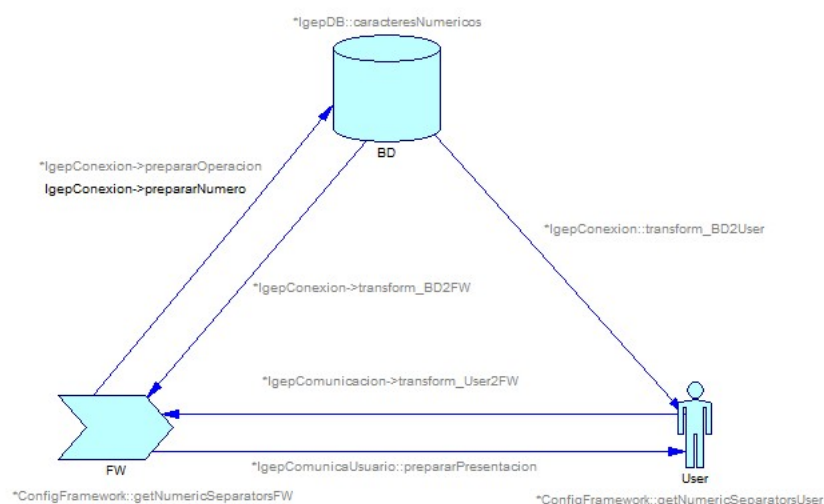 *IgepDB::caracteresNumericos
BD
*IgepConexion->prepararOperacion
IgepConexion->prepararNumero
*IgepConexion::transform_BD2User
*IgepConexion->transform_BD2FW
*IgepComunicacion->transform_User2FW
FW
*IgepComunicaUsuario::prepararPresentacion
User
*ConfigFramework::getNumericSeparatorsFW
*ConfigFramework::getNumericSeparatorsUser